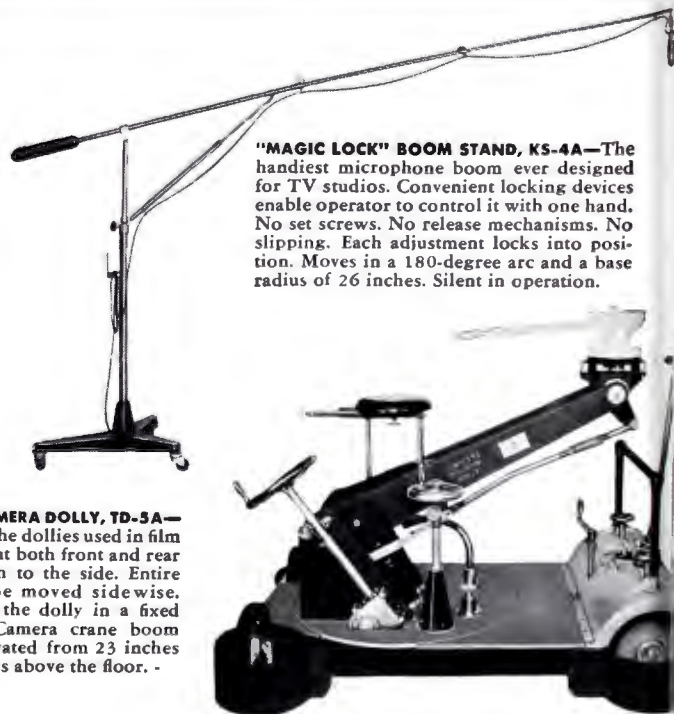 "MAGIC LOCK" BOOM STAND, KS-4A—The
handiest microphone boom ever designed
for TV studios. Convenient locking devices
enable operator to control it with one hand.
No set screws. No release mechanisms. No
slipping. Each adjustment locks into posi-
tion. Moves in a 180-degree arc and a base
radius of 26 inches. Silent in operation.
MERA DOLLY, TD-5A—
he dollies used in film
at both front and rear
n to the side. Entire
e moved sidewise.
the dolly in a fixed
Camera crane boom
ated from 23 inches
s above the floor. -